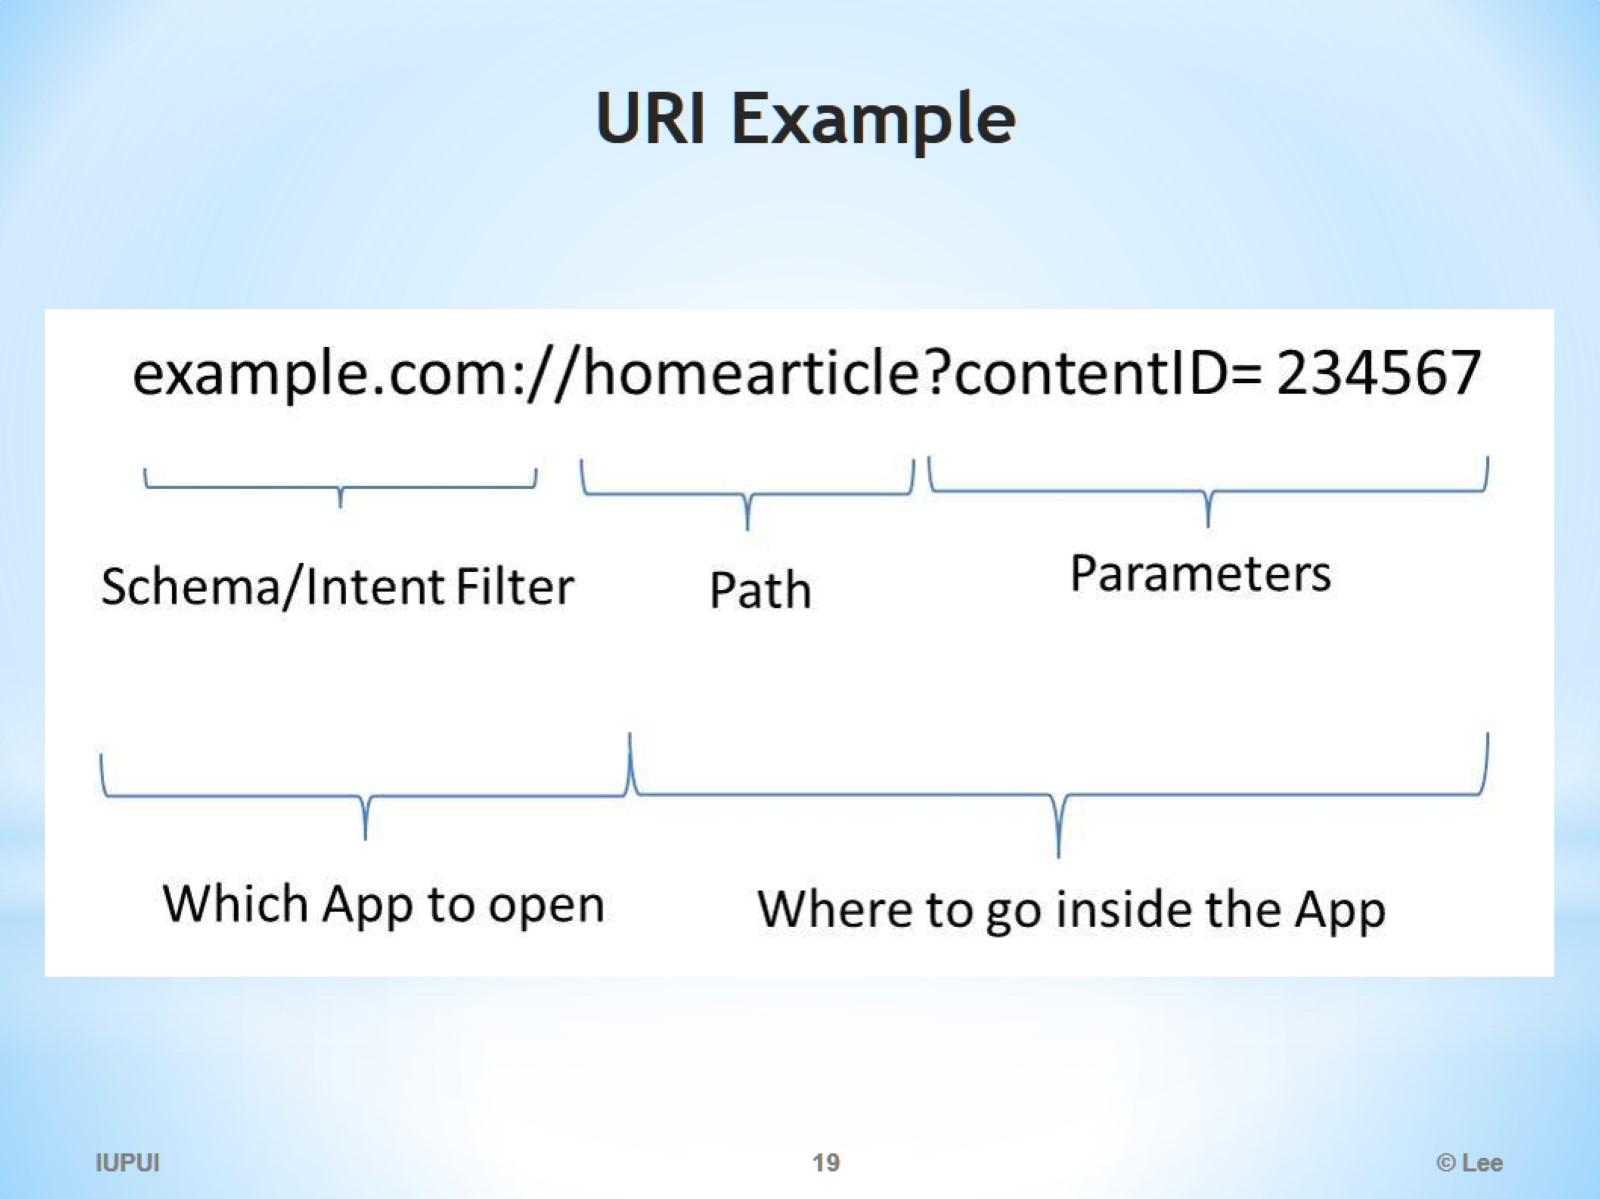 URI Example
example.com://homearticle?contentID= 234567
Schema/Intent Filter
Path
Parameters
Which App to open
Where to go inside the App
IUPUI
19
© Lee